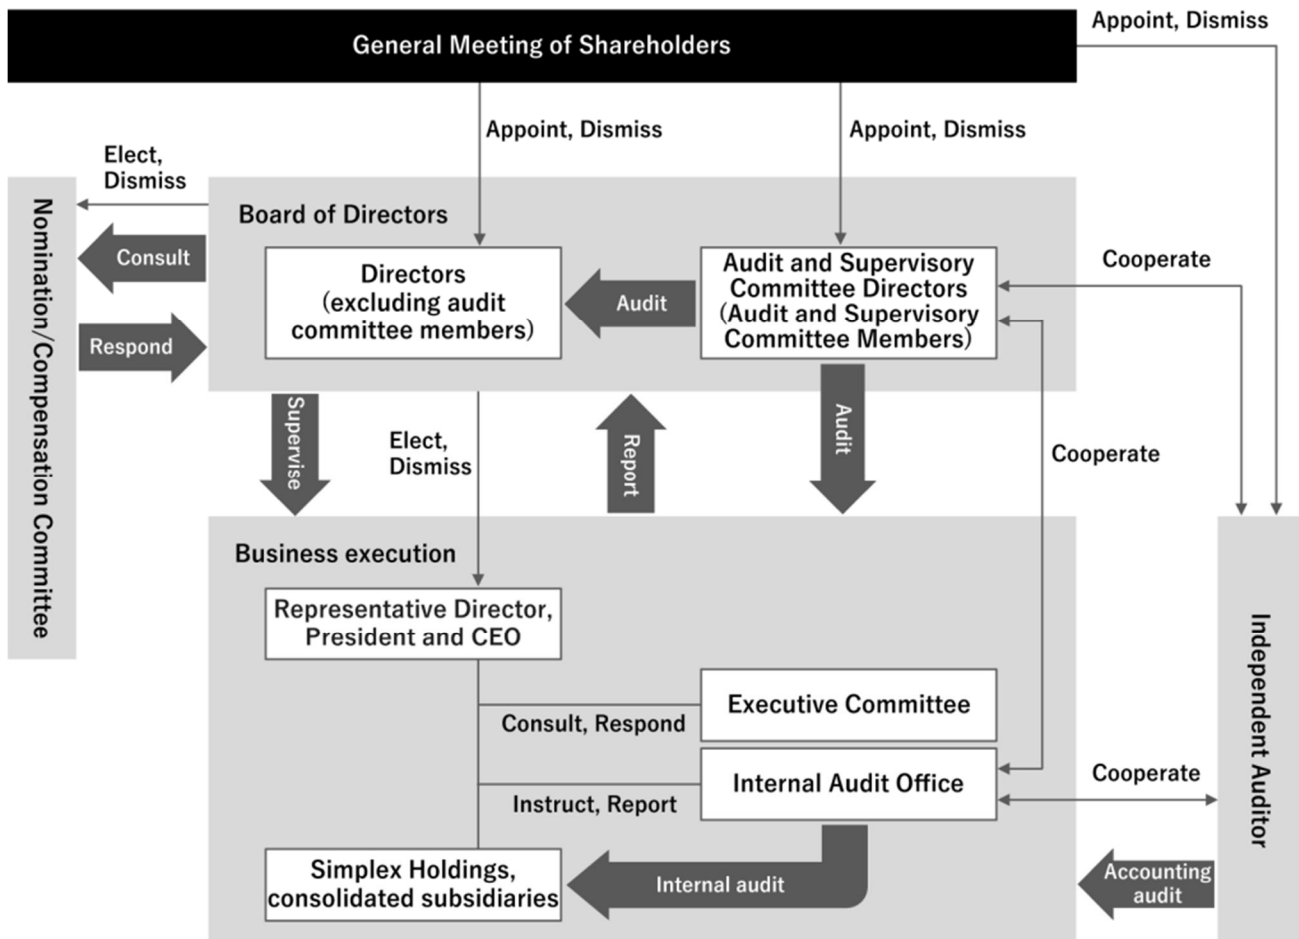 General Meeting of Shareholders
Appoint, Dismiss
Appoint, Dismiss
Appoint, Dismiss
Elect,
Dismiss
Nomination/Compensation Committee
Consult
Respond
Board of Directors
Directors
(excluding audit
committee members)
Audit
Audit and Supervisory
Committee Directors
(Audit and Supervisory
Committee Members)
Cooperate
Supervise
Elect,
Dismiss
Report
Audit
Cooperate
Business execution
Representative Director,
President and CEO
Executive Committee
Consult, Respond
Internal Audit Office
Instruct, Report
Cooperate
Independent Auditor
Simplex Holdings,
consolidated subsidiaries
Internal audit
Accounting
audit